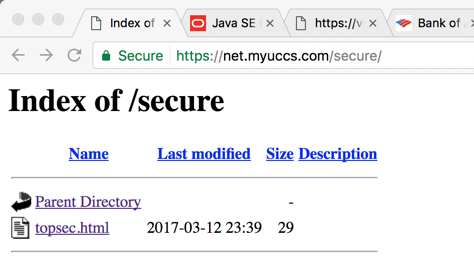 Index of Java SE https://v Bank of
Secure https://net.myuccs.com/secure/
Index of /secure
Name Last modified Size Description
Parent Directory -
topsec.html 2017-03-12 23:39 29